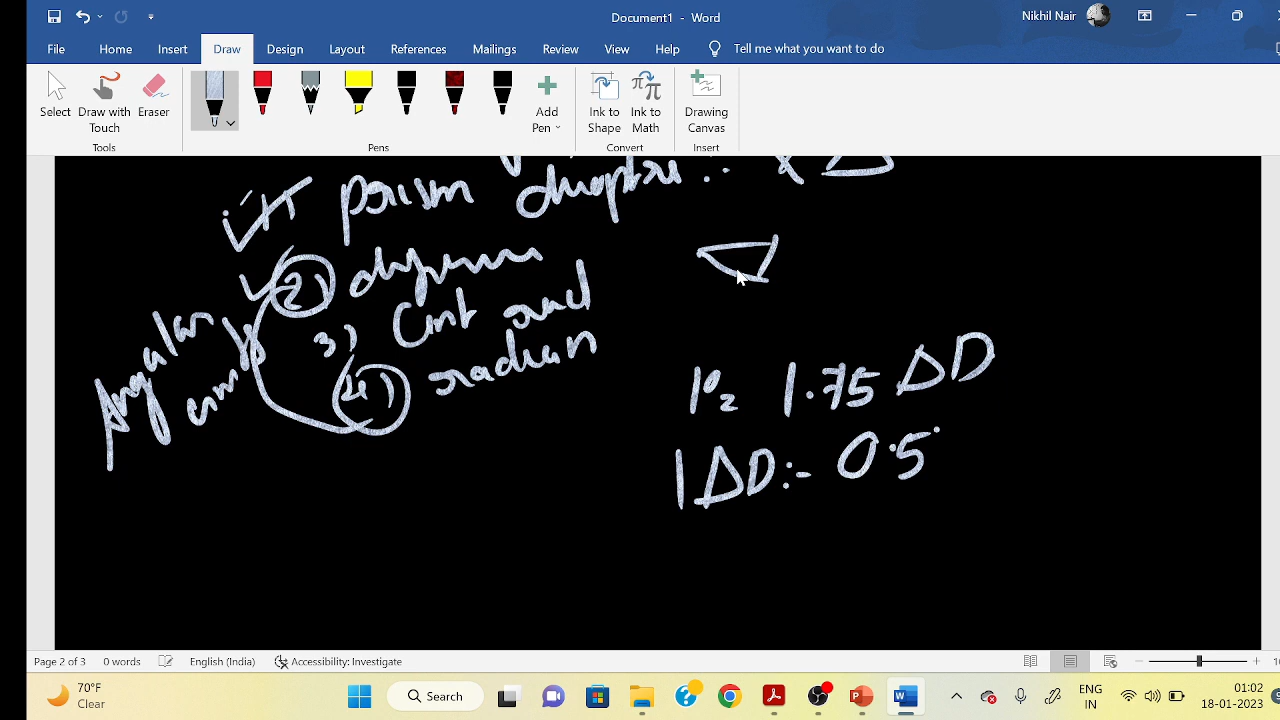 Document1 - Word
Nikhil Nair
File Home Insert Draw Design Layout References Mailings Review View Help Tell me what you want to do
Select Draw with Touch Eraser
Add Pen
Ink to Shape Ink to Math Drawing Canvas
Tools Pens Convert Insert
prism
2)
3) Cent rad
4) radian
Angular
1° 1.75 ΔD
1 ΔD :- 0.5
Page 2 of 3 0 words English (India) Accessibility: Investigate
70°F
Clear
Search
ENG
IN
01:02
18-01-2023